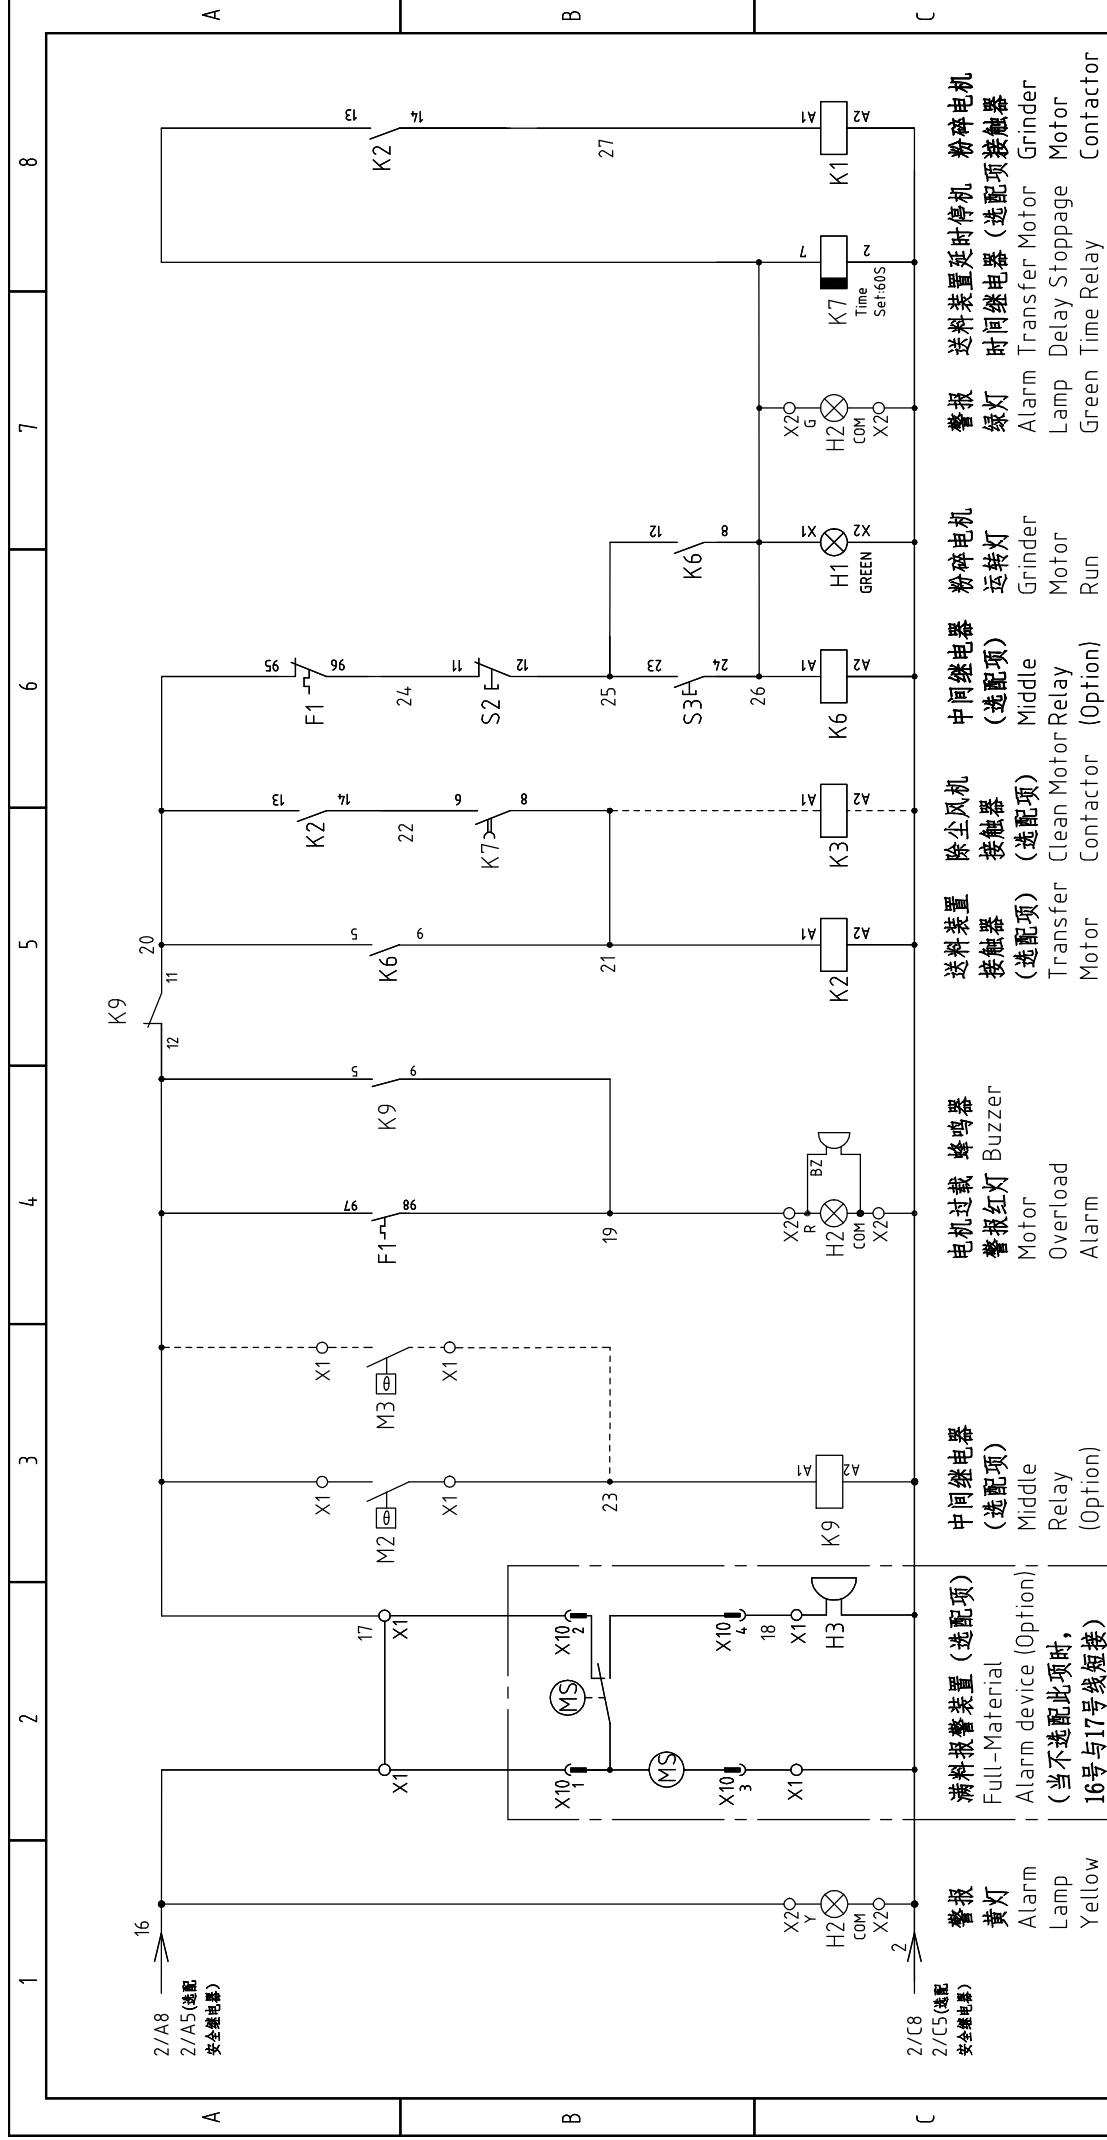 1
2
3
4
5
6
7
8
A
B
C
A
B
C
2/A8
2/A5(选配
安全继电器)
16
2/C8
2/C5(选配
安全继电器)
2
X2
Y
H2
COM
X2
X1
X10
1
MS
MS
X10
3
X1
17
X1
X10
2
X10
4
18
X1
H3
X1
M2
θ
X1
23
A1
A2
K9
X1
M3
θ
X1
97
98
F1
19
X2
R
H2
COM
X2
BZ
5
9
K9
K9
12
11
20
5
9
K6
21
A1
A2
K2
13
14
K2
22
6
8
K7
A1
A2
K3
95
96
F1
24
11
12
S2
25
23
24
S3
26
A1
A2
K6
12
8
K6
X1
X2
H1
GREEN
X2
G
H2
COM
X2
7
2
K7
Time
Set:60S
13
14
K2
27
A1
A2
K1
警报
黄灯
Alarm
Lamp
Yellow
满料报警装置(选配项)
Full-Material
Alarm device(Option)
(当不选配此项时,
16号与17号线短接)
中间继电器
(选配项)
Middle
Relay
(Option)
电机过载
警报红灯
Motor
Overload
Alarm
蜂鸣器
Buzzer
送料装置
接触器
(选配项)
Transfer
Motor
除尘风机
接触器
(选配项)
Clean Motor
Contactor
中间继电器
(选配项)
Middle
Relay
(Option)
粉碎电机
运转灯
Grinder
Motor
Run
警报
绿灯
Alarm
Lamp
Green
送料装置延时停机
时间继电器(选配项
Transfer Motor
Delay Stoppage
Time Relay
粉碎电机
接触器
Grinder
Motor
Contactor